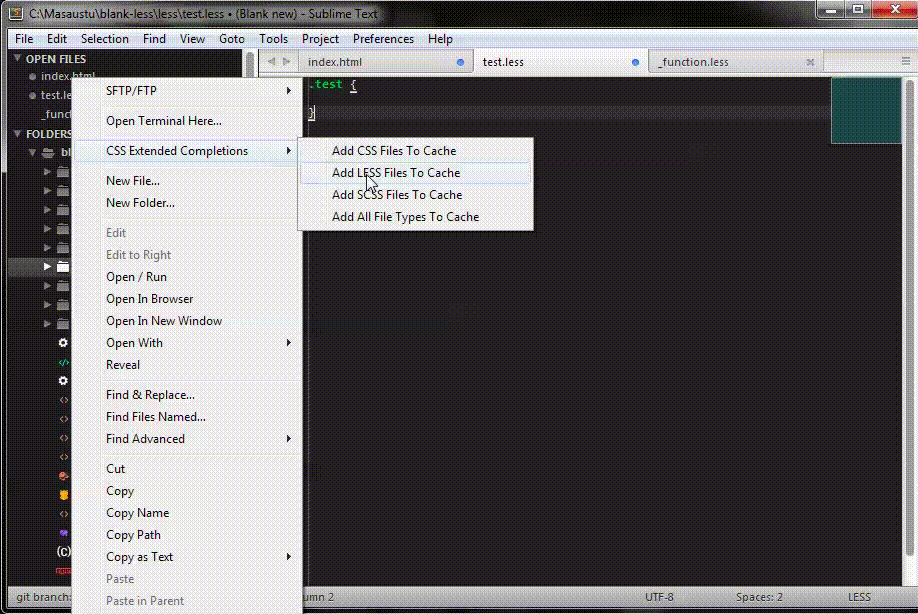 C:\Masaustu\blank-less\less\test.less • (Blank new) - Sublime Text
File Edit Selection Find View Goto Tools Project Preferences Help
OPEN FILES
index.html
test.le
_func
FOLDERS
bl
index.html
test.less
_function.less
.test {
}
SFTP/FTP
Open Terminal Here...
CSS Extended Completions
New File...
New Folder...
Edit
Edit to Right
Open / Run
Open In Browser
Open In New Window
Open With
Reveal
Find & Replace...
Find Files Named...
Find Advanced
Cut
Copy
Copy Name
Copy Path
Copy as Text
Paste
Paste in Parent
Add CSS Files To Cache
Add LESS Files To Cache
Add SCSS Files To Cache
Add All File Types To Cache
(C)
git branch:
umn 2
UTF-8
Spaces: 2
LESS